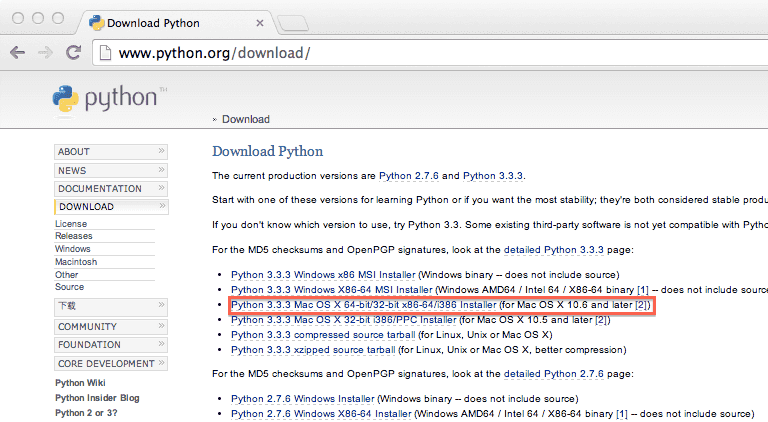 Download Python
www.python.org/download/
python™
» Download
ABOUT »
NEWS »
DOCUMENTATION »
DOWNLOAD »
License
Releases
Windows
Macintosh
Other
Source
下载 »
COMMUNITY »
FOUNDATION »
CORE DEVELOPMENT »
Python Wiki
Python Insider Blog
Python 2 or 3?
Download Python
The current production versions are Python 2.7.6 and Python 3.3.3.
Start with one of these versions for learning Python or if you want the most stability; they're both considered stable produ
If you don't know which version to use, try Python 3.3. Some existing third-party software is not yet compatible with Pytho
For the MD5 checksums and OpenPGP signatures, look at the detailed Python 3.3.3 page:
• Python 3.3.3 Windows x86 MSI Installer (Windows binary -- does not include source)
• Python 3.3.3 Windows X86-64 MSI Installer (Windows AMD64 / Intel 64 / X86-64 binary [1] -- does not include source
• Python 3.3.3 Mac OS X 64-bit/32-bit x86-64/i386 Installer (for Mac OS X 10.6 and later [2])
• Python 3.3.3 Mac OS X 32-bit i386/PPC Installer (for Mac OS X 10.5 and later [2])
• Python 3.3.3 compressed source tarball (for Linux, Unix or Mac OS X)
• Python 3.3.3 xzipped source tarball (for Linux, Unix or Mac OS X, better compression)
For the MD5 checksums and OpenPGP signatures, look at the detailed Python 2.7.6 page:
• Python 2.7.6 Windows Installer (Windows binary -- does not include source)
• Python 2.7.6 Windows X86-64 Installer (Windows AMD64 / Intel 64 / X86-64 binary [1] -- does not include source)